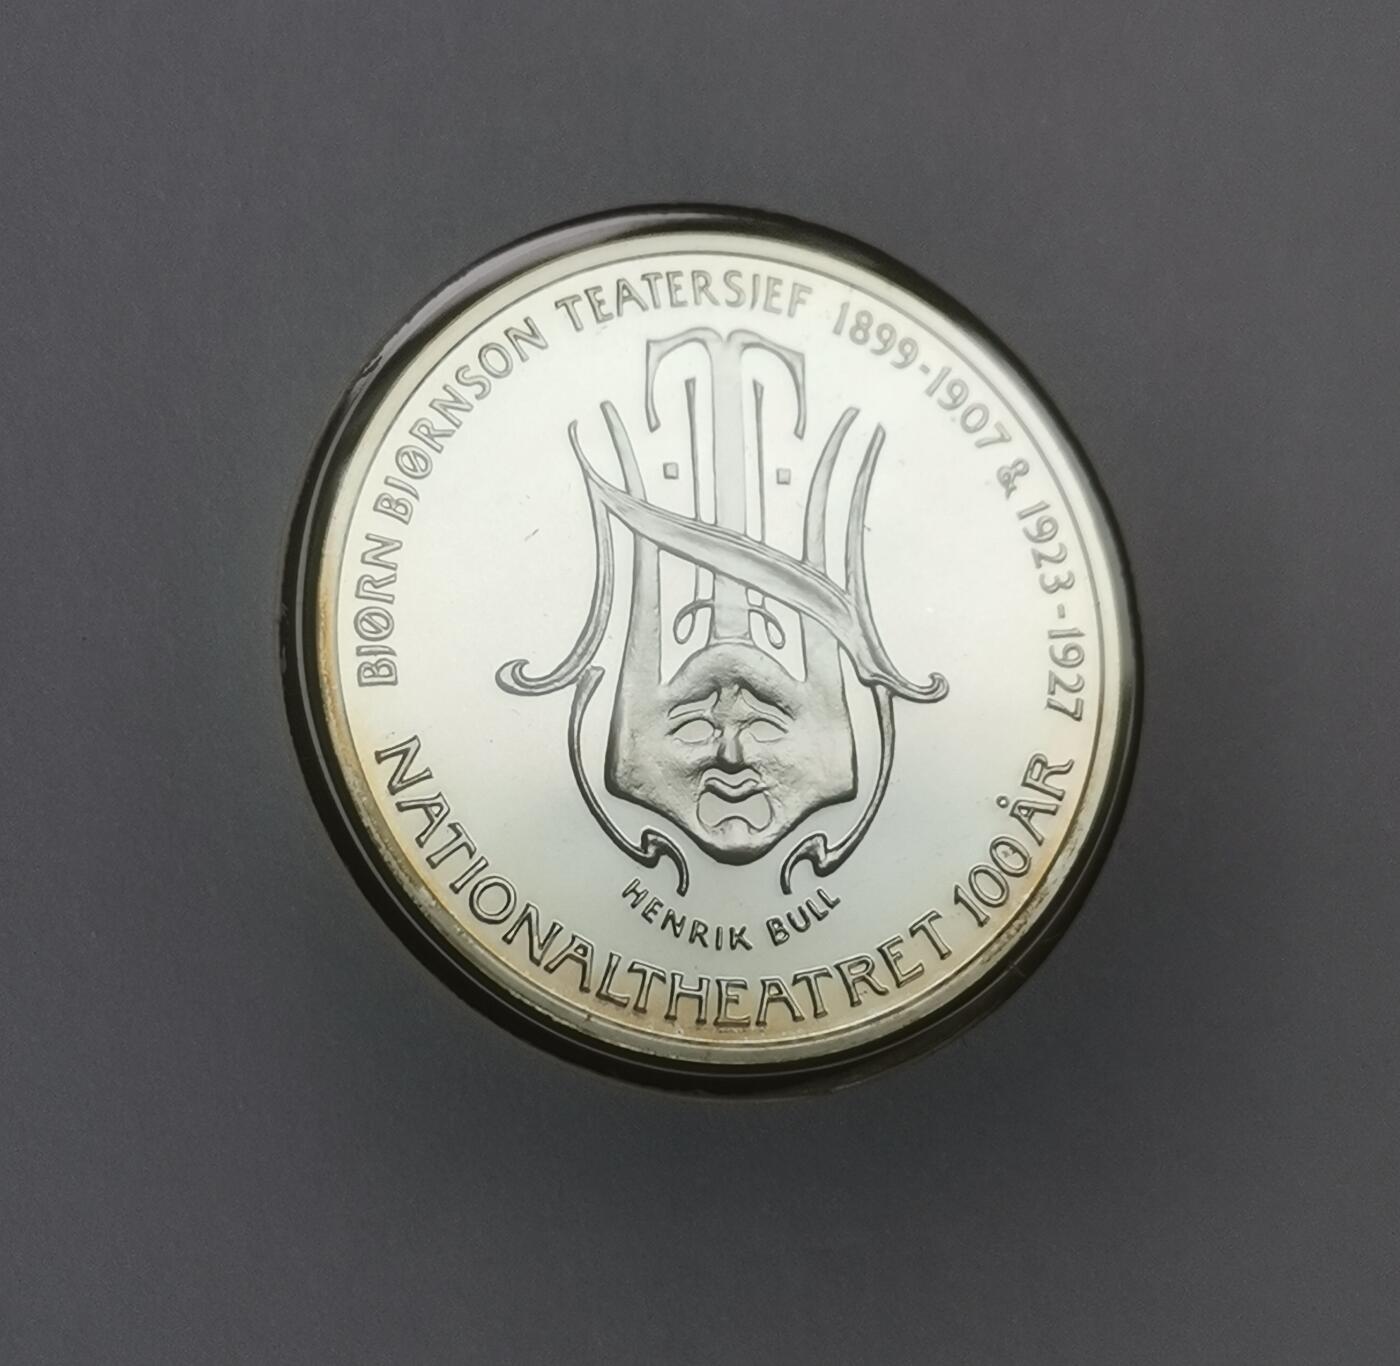 BJØRN BJØRNSON TEATERSJEF 1899-1907 & 1923-1927
HENRIK BULL
NATIONALTHEATRET 100 ÅR